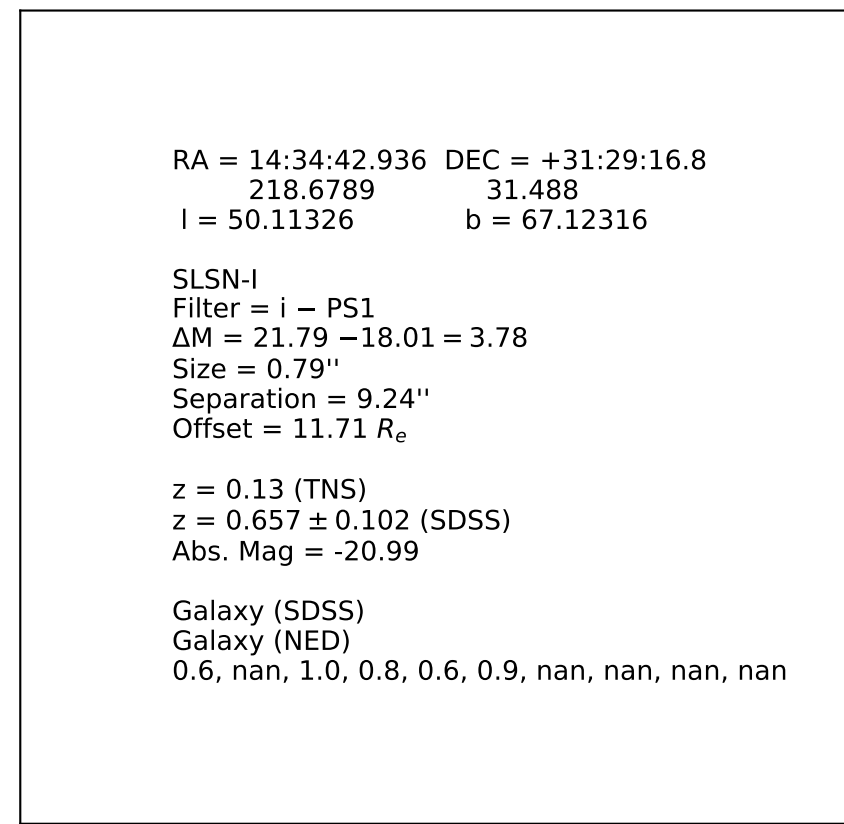 RA = 14:34:42.936  DEC = +31:29:16.8
218.6789  31.488
l = 50.11326  b = 67.12316
SLSN-I
Filter = i − PS1
ΔM = 21.79 −18.01 = 3.78
Size = 0.79''
Separation = 9.24''
Offset = 11.71 Rₑ
z = 0.13 (TNS)
z = 0.657 ± 0.102 (SDSS)
Abs. Mag = -20.99
Galaxy (SDSS)
Galaxy (NED)
0.6, nan, 1.0, 0.8, 0.6, 0.9, nan, nan, nan, nan